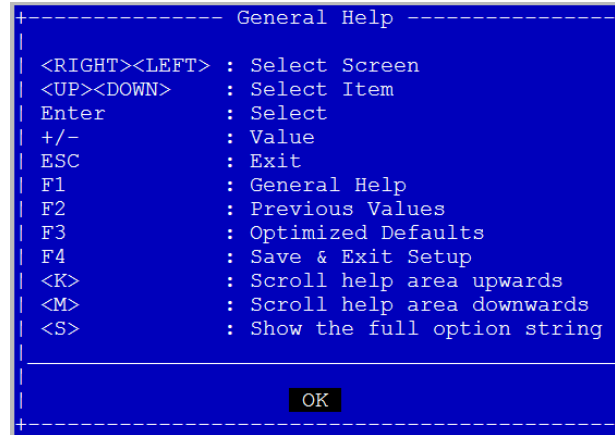 General Help
<RIGHT><LEFT> : Select Screen
<UP><DOWN> : Select Item
Enter : Select
+/- : Value
ESC : Exit
F1 : General Help
F2 : Previous Values
F3 : Optimized Defaults
F4 : Save & Exit Setup
<K> : Scroll help area upwards
<M> : Scroll help area downwards
<S> : Show the full option string
OK